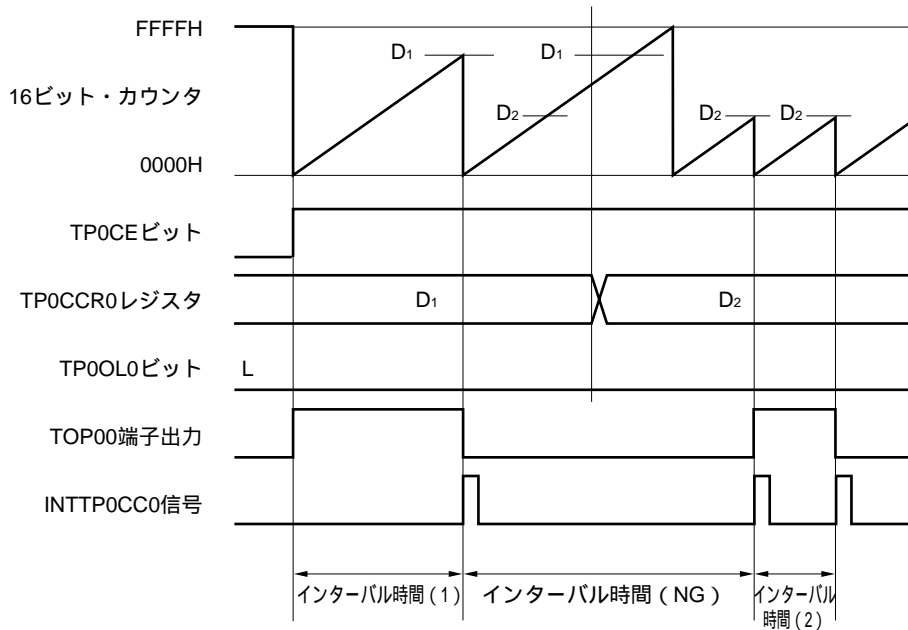 FFFFH
D1
D1
16ビット・カウンタ
D2
D2
D2
0000H
TP0CEビット
TP0CCR0レジスタ
D1
D2
TP0OL0ビット
L
TOP00端子出力
INTTP0CC0信号
インターバル時間(1)
インターバル時間(NG)
インターバル
時間(2)